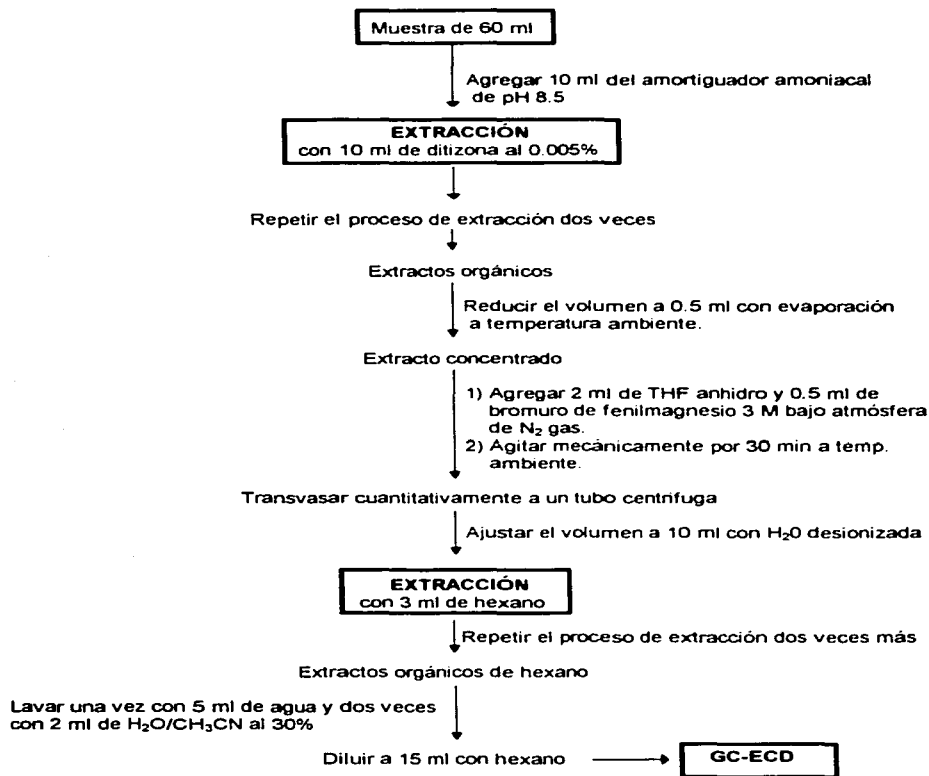 Muestra de 60 ml
Agregar 10 ml del amortiguador amoniacal
de pH 8.5
EXTRACCIÓN
con 10 ml de ditizona al 0.005%
Repetir el proceso de extracción dos veces
Extractos orgánicos
Reducir el volumen a 0.5 ml con evaporación
a temperatura ambiente.
Extracto concentrado
1) Agregar 2 ml de THF anhidro y 0.5 ml de
bromuro de fenilmagnesio 3 M bajo atmósfera
de N₂ gas.
2) Agitar mecánicamente por 30 min a temp.
ambiente.
Transvasar cuantitativamente a un tubo centrifuga
Ajustar el volumen a 10 ml con H₂0 desionizada
EXTRACCIÓN
con 3 ml de hexano
Repetir el proceso de extracción dos veces más
Extractos orgánicos de hexano
Lavar una vez con 5 ml de agua y dos veces
con 2 ml de H₂O/CH₃CN al 30%
Diluir a 15 ml con hexano
GC-ECD